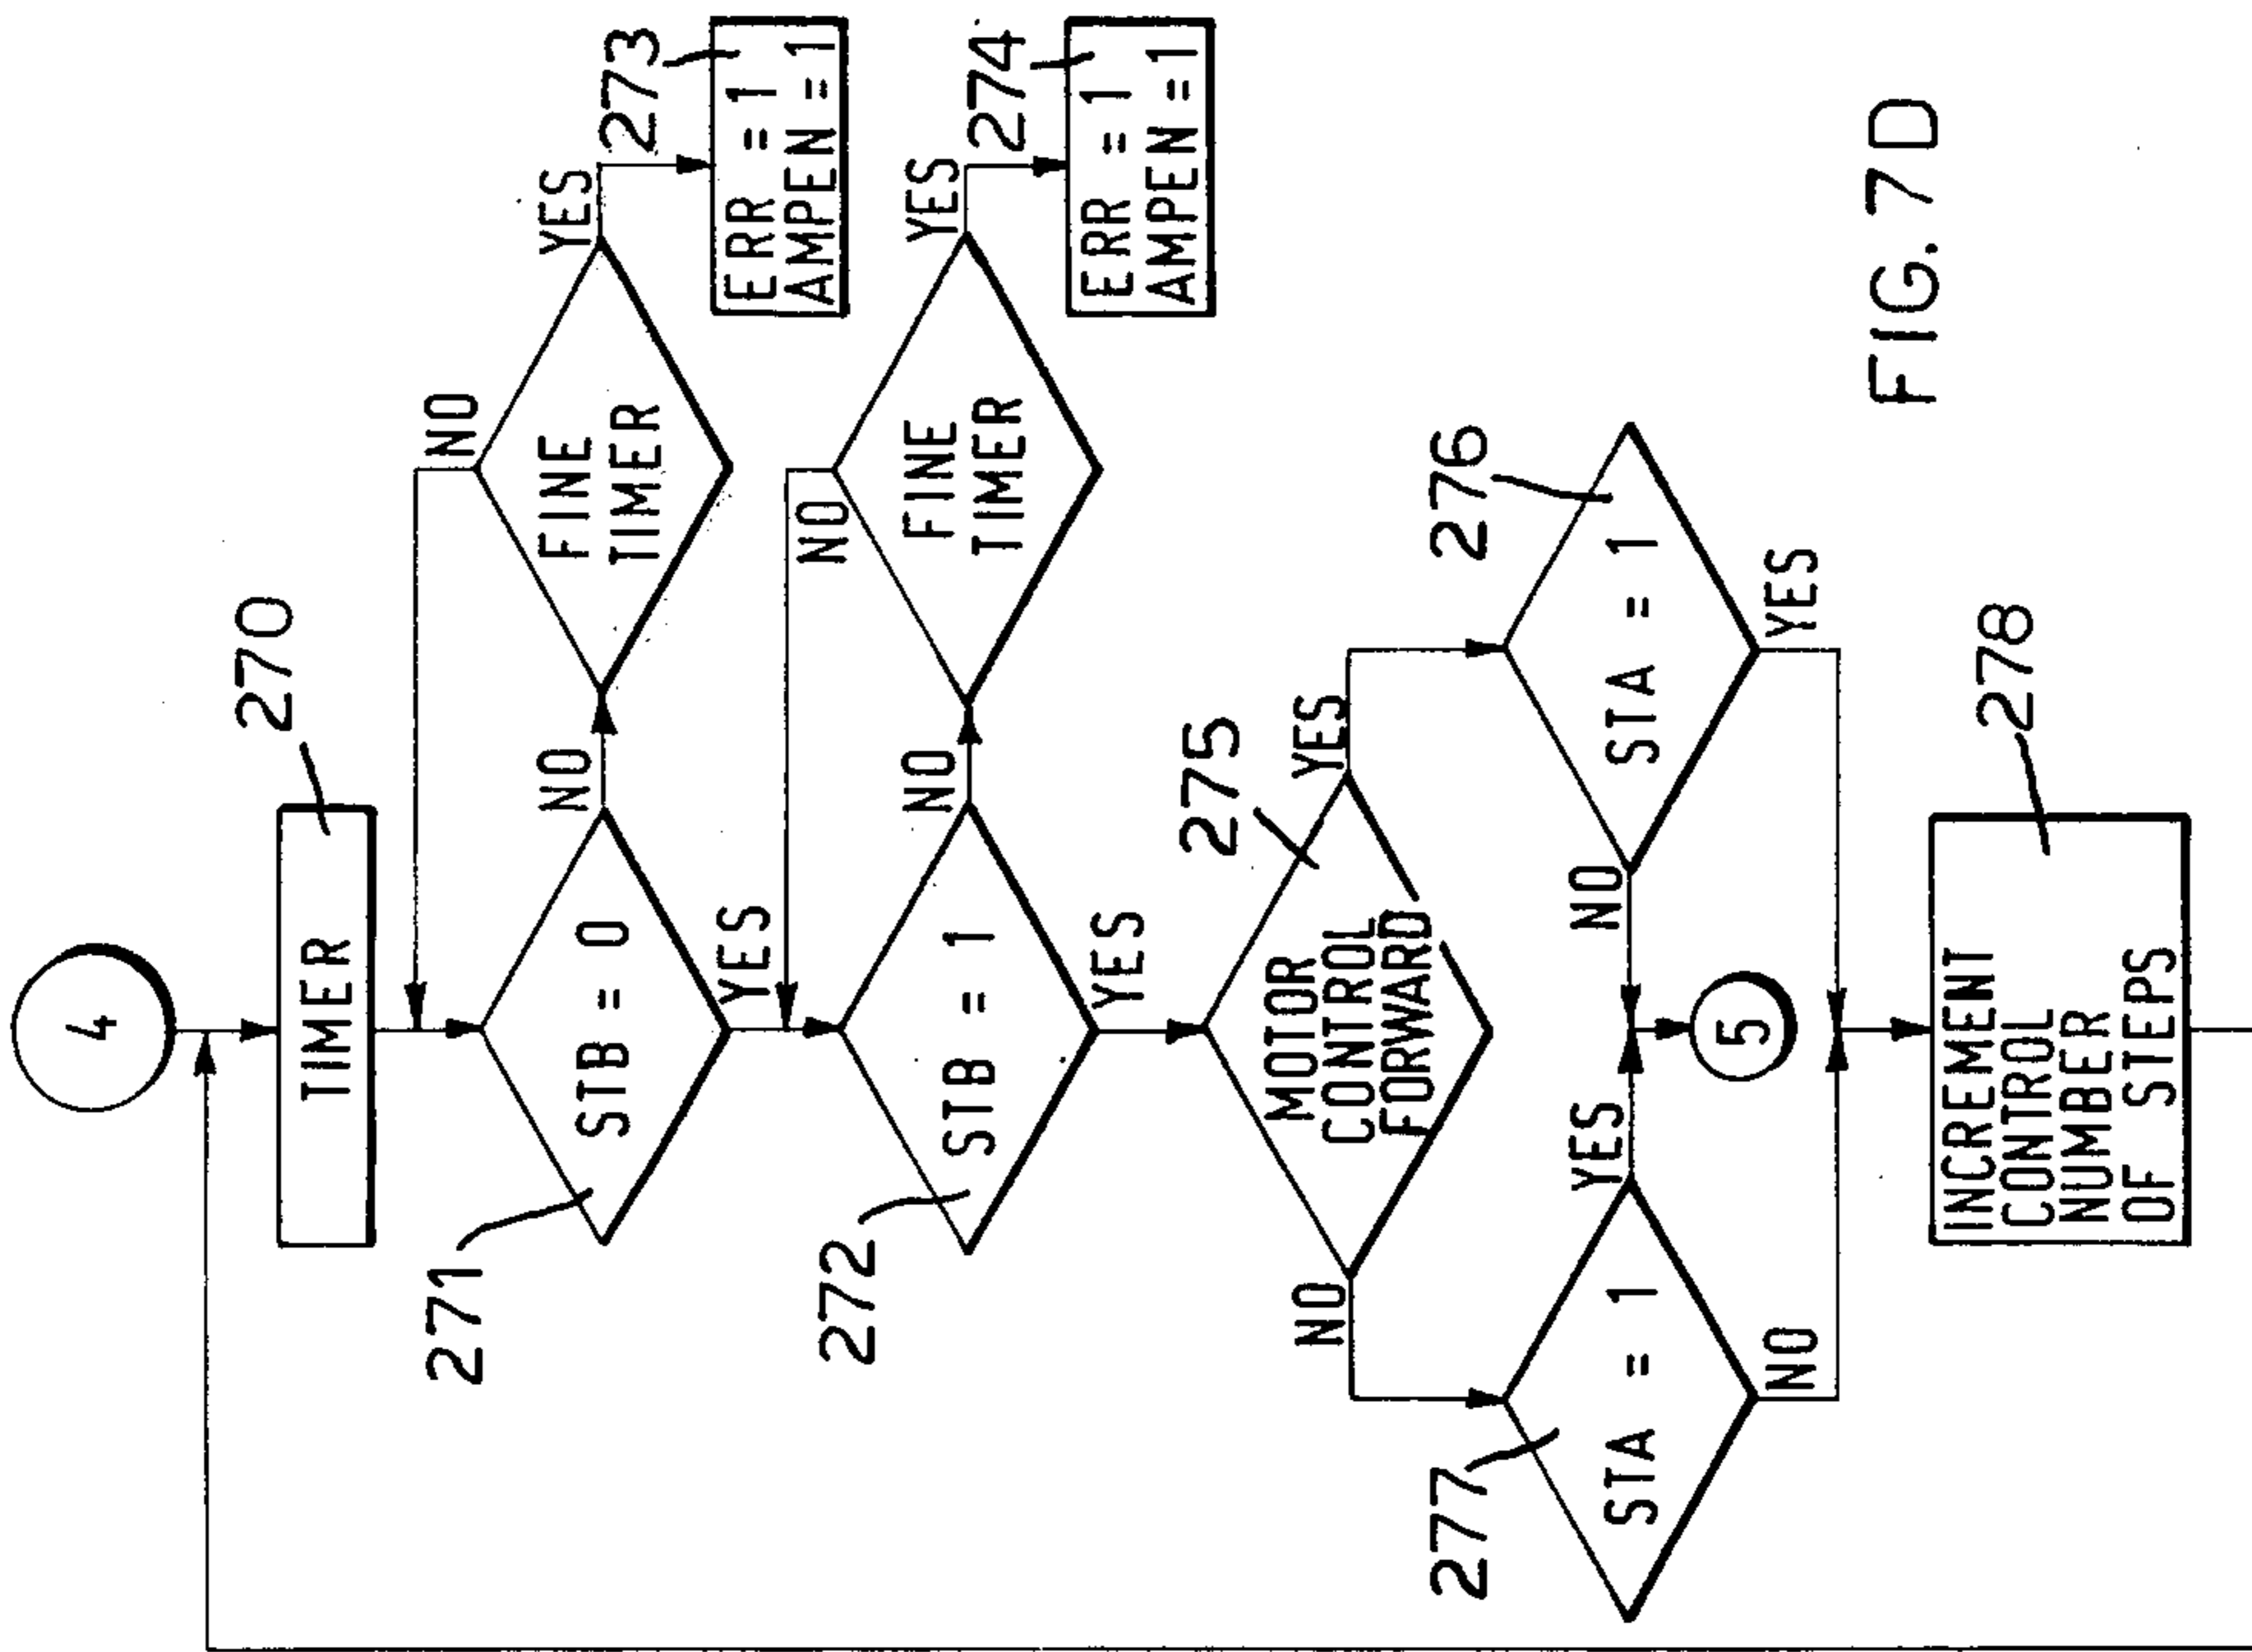 4
270
TIMER
NO
271
STB = 0
NO
FINE
TIMER
YES
273
ERR = 1
AMPEN = 1
YES
NO
272
STB = 1
NO
FINE
TIMER
YES
274
ERR = 1
AMPEN = 1
YES
275
MOTOR
CONTROL
FORWARD
NO
YES
277
STA = 1
YES
NO
276
STA = 1
NO
YES
5
278
INCREMENT
CONTROL
NUMBER
OF STEPS
FIG. 7D